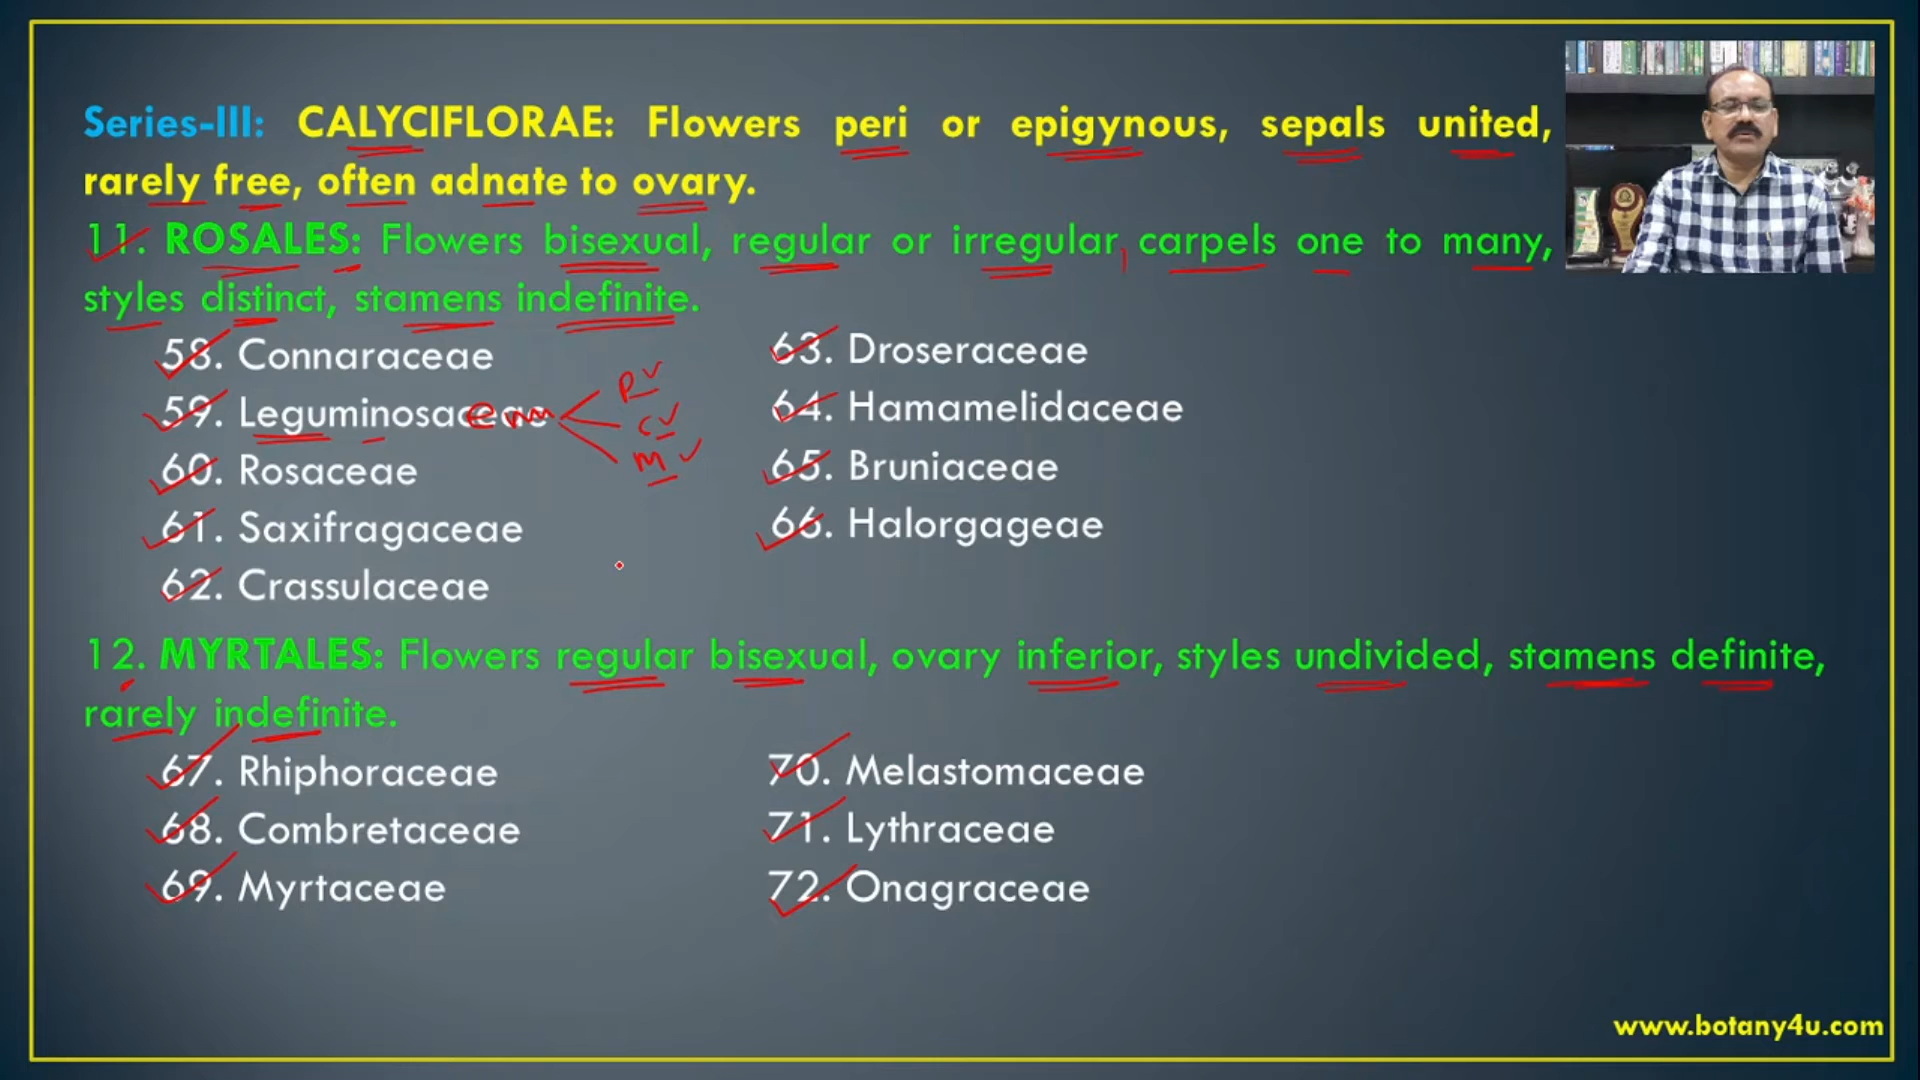 Series-III: CALYCIFLORAE: Flowers peri or epigynous, sepals united,
rarely free, often adnate to ovary.
11. ROSALES: Flowers bisexual, regular or irregular, carpels one to many,
styles distinct, stamens indefinite.
58. Connaraceae
59. Leguminosaceae
P
C
M
60. Rosaceae
61. Saxifragaceae
62. Crassulaceae
63. Droseraceae
64. Hamamelidaceae
65. Bruniaceae
66. Halorgageae
12. MYRTALES: Flowers regular bisexual, ovary inferior, styles undivided, stamens definite,
rarely indefinite.
67. Rhiphoraceae
68. Combretaceae
69. Myrtaceae
70. Melastomaceae
71. Lythraceae
72. Onagraceae
www.botany4u.com